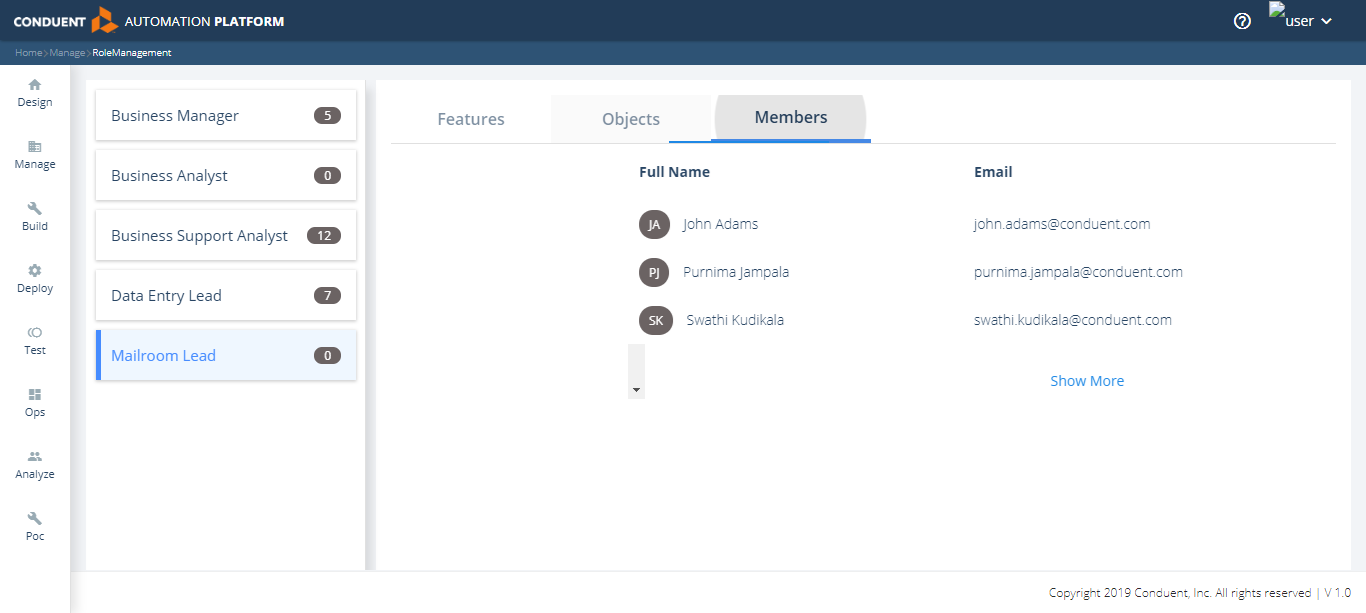 CONDUENT AUTOMATION PLATFORM
user
Home>Manage>RoleManagement
Design
Manage
Build
Deploy
Test
Ops
Analyze
Poc
Business Manager 5
Business Analyst 0
Business Support Analyst 12
Data Entry Lead 7
Mailroom Lead 0
Features Objects Members
Full Name Email
JA John Adams john.adams@conduent.com
PJ Purnima Jampala purnima.jampala@conduent.com
SK Swathi Kudikala swathi.kudikala@conduent.com
Show More
Copyright 2019 Conduent, Inc. All rights reserved | V 1.0